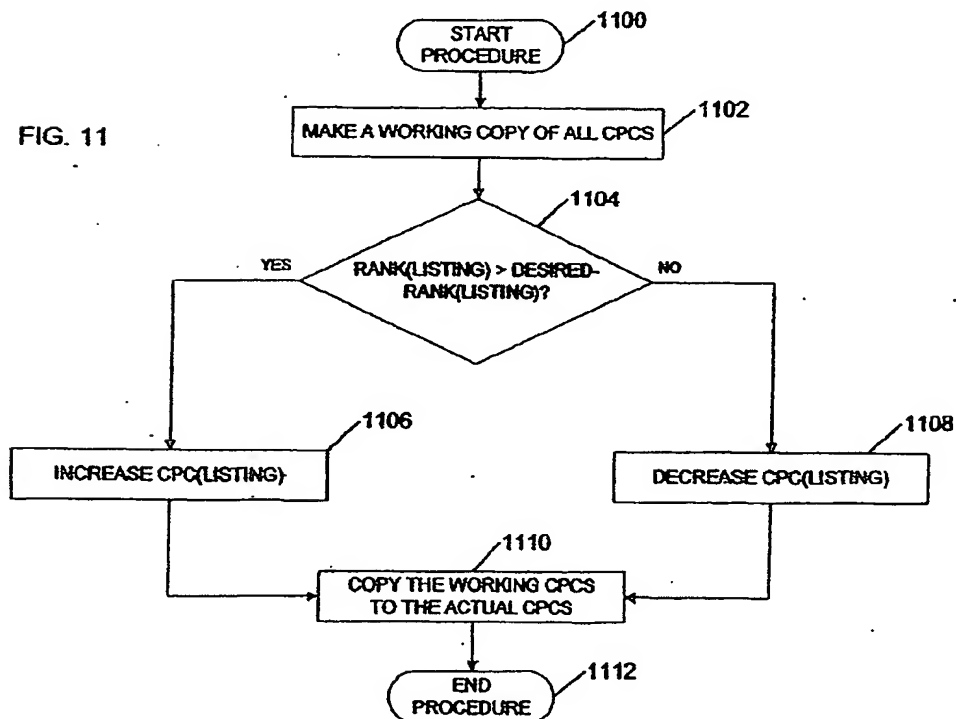 START
PROCEDURE
1100
FIG. 11
MAKE A WORKING COPY OF ALL CPCS
1102
1104
YES
RANK(LISTING) > DESIRED-
RANK(LISTING)?
NO
1106
INCREASE CPC(LISTING)
1108
DECREASE CPC(LISTING)
1110
COPY THE WORKING CPCS
TO THE ACTUAL CPCS
END
PROCEDURE
1112